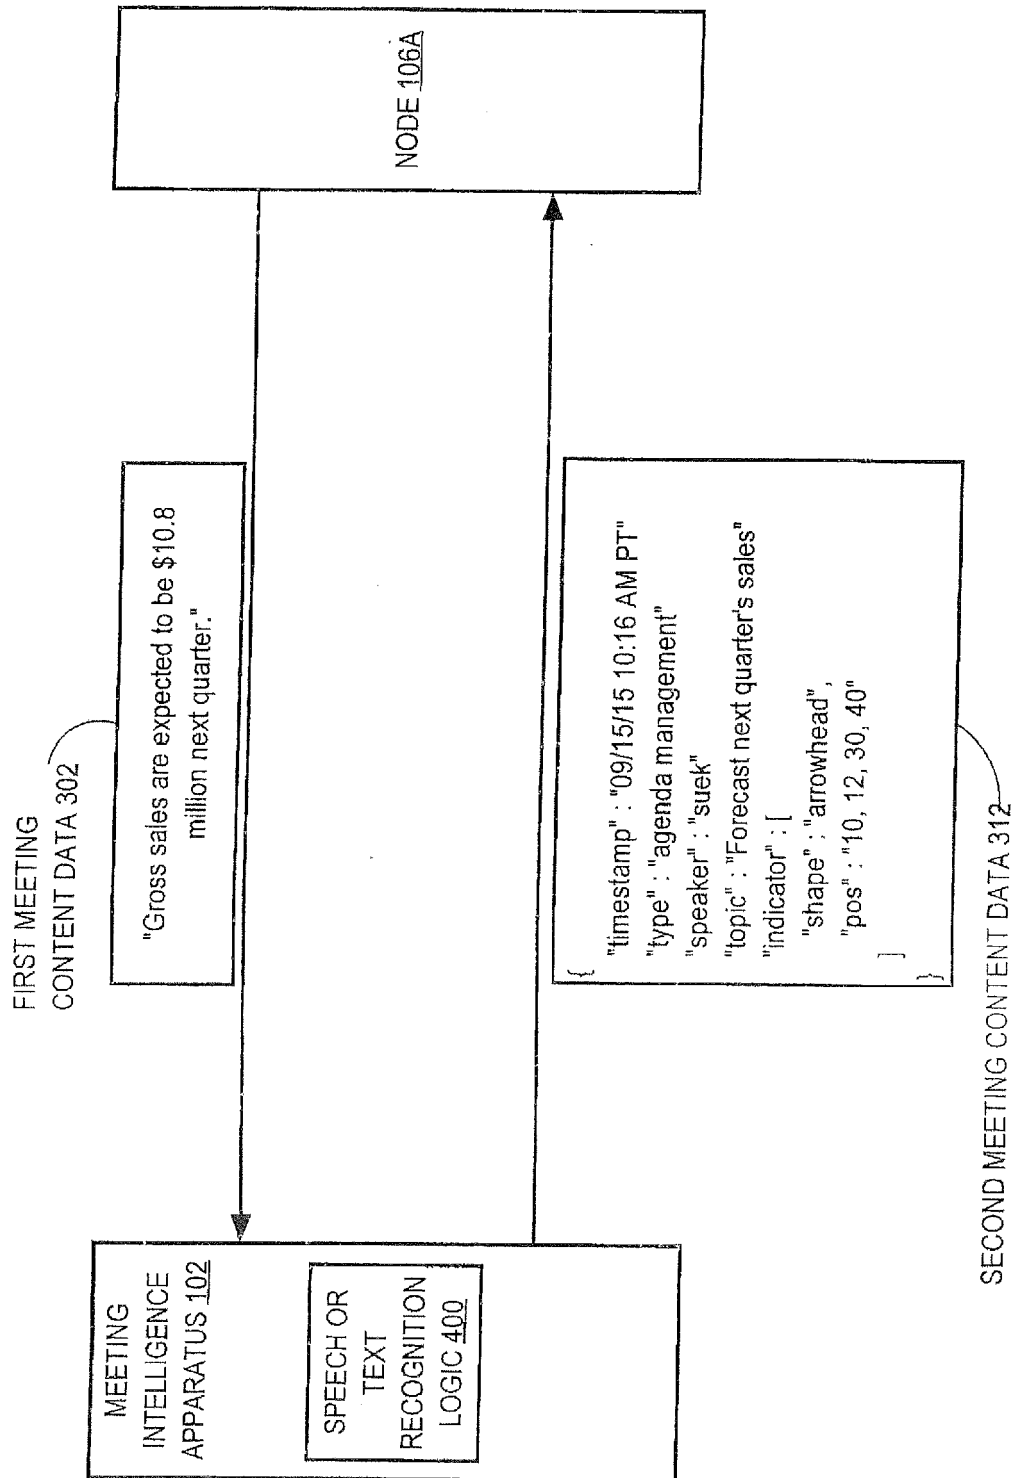 MEETING
INTELLIGENCE
APPARATUS 102
SPEECH OR
TEXT
RECOGNITION
LOGIC 400
FIRST MEETING
CONTENT DATA 302
"Gross sales are expected to be $10.8
million next quarter."
{
"timestamp" : "09/15/15 10:16 AM PT"
"type" : "agenda management"
"speaker" : "suek"
"topic" : "Forecast next quarter's sales"
"indicator" : [
"shape" : "arrowhead",
"pos" : "10, 12, 30, 40"
]
}
SECOND MEETING CONTENT DATA 312
NODE 106A